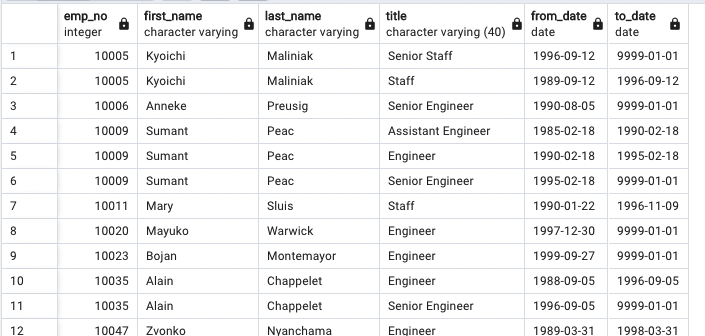 emp_no first_name last_name title from_date to_date
integer character varying character varying character varying (40) date date
1 10005 Kyoichi Maliniak Senior Staff 1996-09-12 9999-01-01
2 10005 Kyoichi Maliniak Staff 1989-09-12 1996-09-12
3 10006 Anneke Preusig Senior Engineer 1990-08-05 9999-01-01
4 10009 Sumant Peac Assistant Engineer 1985-02-18 1990-02-18
5 10009 Sumant Peac Engineer 1990-02-18 1995-02-18
6 10009 Sumant Peac Senior Engineer 1995-02-18 9999-01-01
7 10011 Mary Sluis Staff 1990-01-22 1996-11-09
8 10020 Mayuko Warwick Engineer 1997-12-30 9999-01-01
9 10023 Bojan Montemayor Engineer 1999-09-27 9999-01-01
10 10035 Alain Chappelet Engineer 1988-09-05 1996-09-05
11 10035 Alain Chappelet Senior Engineer 1996-09-05 9999-01-01
12 10047 Zvonko Nyanchama Engineer 1989-03-31 1998-03-31